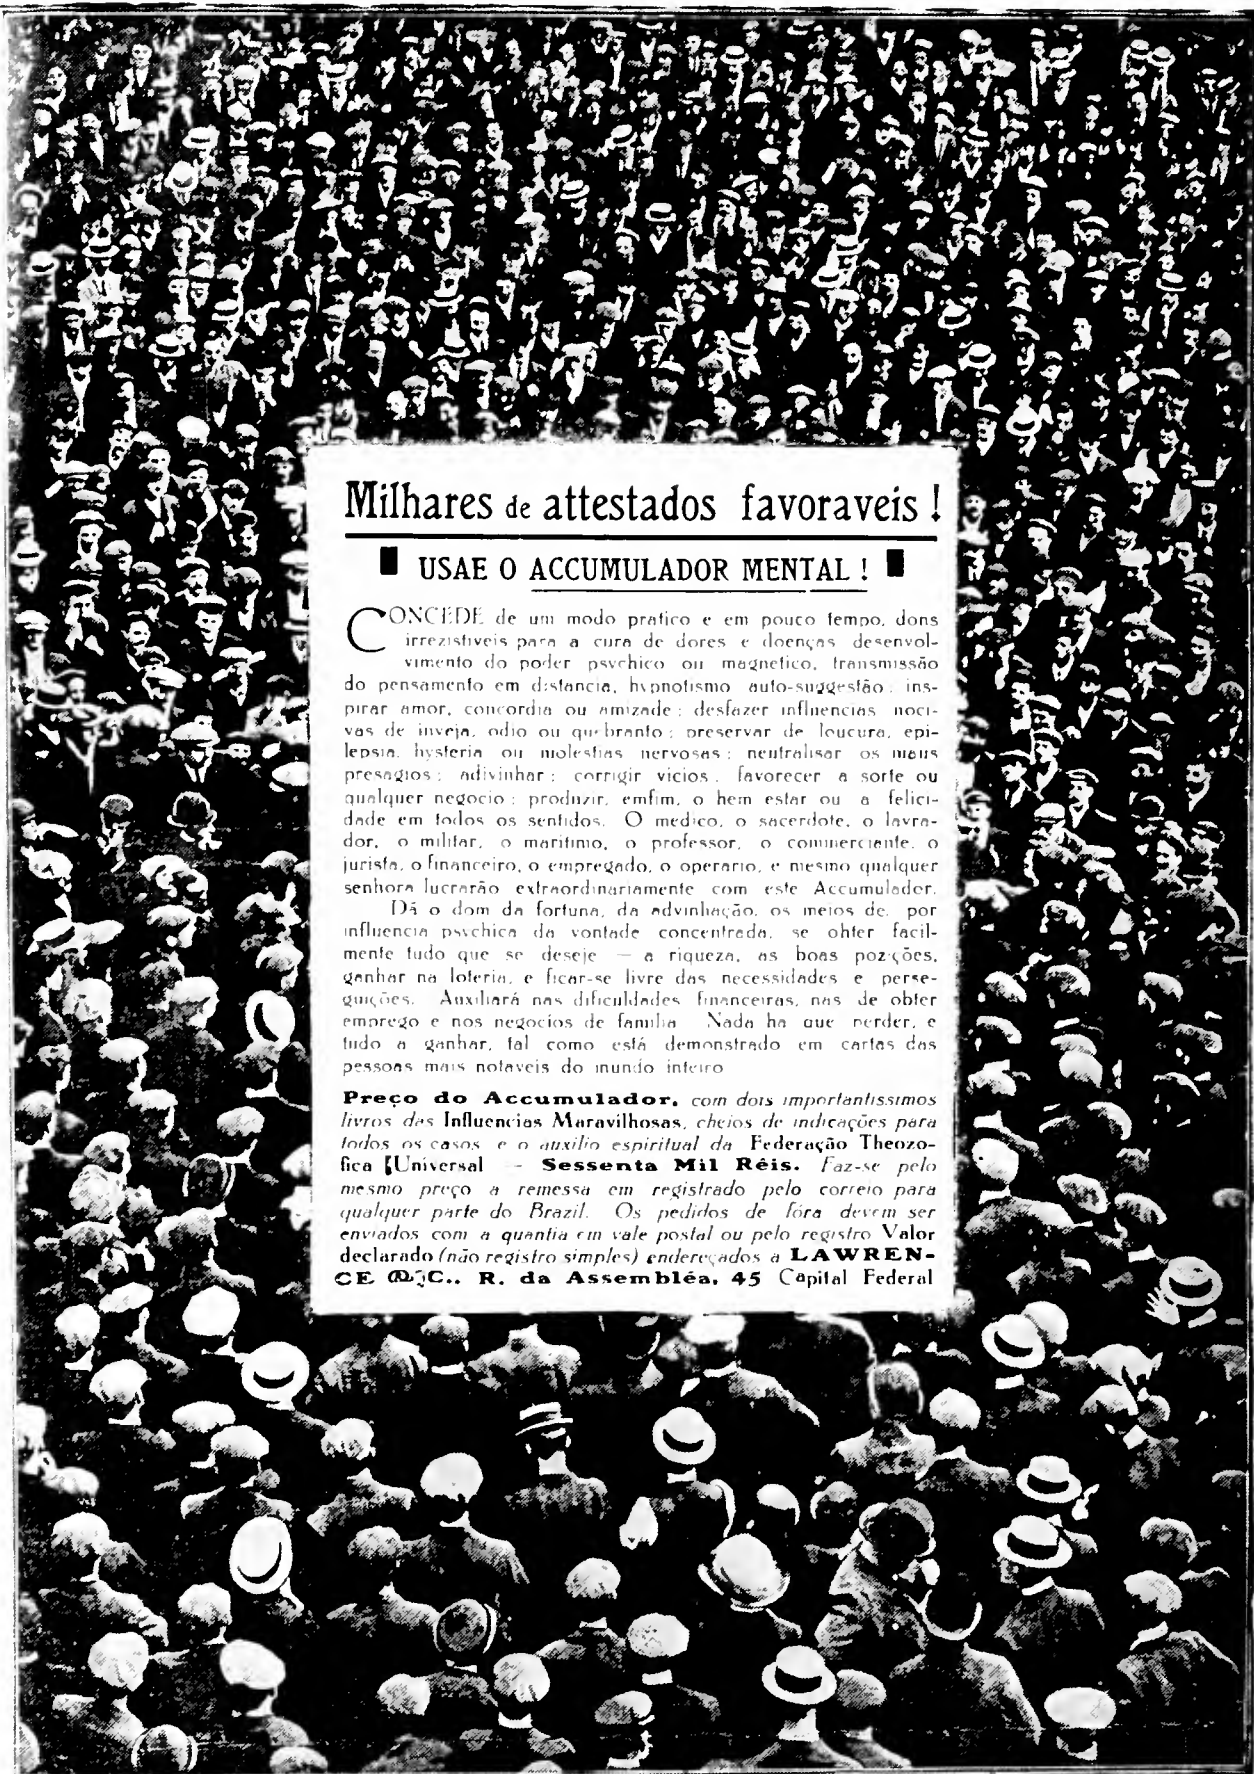 Milhares de attestados favoraveis !
USAE O ACCUMULADOR MENTAL !
CONCEDE de um modo pratico e em pouco tempo, dons
irrezistiveis para a cura de dores e doenças desenvol-
vimento do poder psychico ou magnetico, transmissão
do pensamento em distancia, hypnotismo auto-suggestão : ins-
pirar amor, concordia ou amizade : desfazer influencias noci-
vas de inveja, odio ou quebranto : preservar de loucura, epi-
lepsia, hysteria ou molestias nervosas : neutralisar os maus
presagios : adivinhar : corrigir vicios . favorecer a sorte ou
qualquer negocio : produzir, emfim, o bem estar ou a felici-
dade em todos os sentidos. O medico, o sacerdote, o lavra-
dor, o militar, o maritimo, o professor, o commerciante, o
jurista, o financeiro, o empregado, o operario, e mesmo qualquer
senhora lucrarão extraordinariamente com este Accumulador.
Dá o dom da fortuna, da advinhação, os meios de, por
influencia psychica da vontade concentrada, se obter facil-
mente tudo que se deseje — a riqueza, as boas pozições,
ganhar na loteria, e ficar-se livre das necessidades e perse-
guições. Auxiliará nas dificuldades financeiras, nas de obter
emprego e nos negocios de familia Nada ha que perder, e
tudo a ganhar, tal como está demonstrado em cartas das
pessoas mais notaveis do mundo inteiro
Preço do Accumulador, com dois importantissimos
livros das Influencias Maravilhosas, cheios de indicações para
todos os casos e o auxilio espiritual da Federação Theozo-
fica Universal — Sessenta Mil Réis. Faz-se pelo
mesmo preço a remessa em registrado pelo correio para
qualquer parte do Brazil. Os pedidos de fóra devem ser
enviados com a quantia em vale postal ou pelo registro Valor
declarado (não registro simples) endereçados a LAWREN-
CE & C., R. da Assembléa, 45 Capital Federal